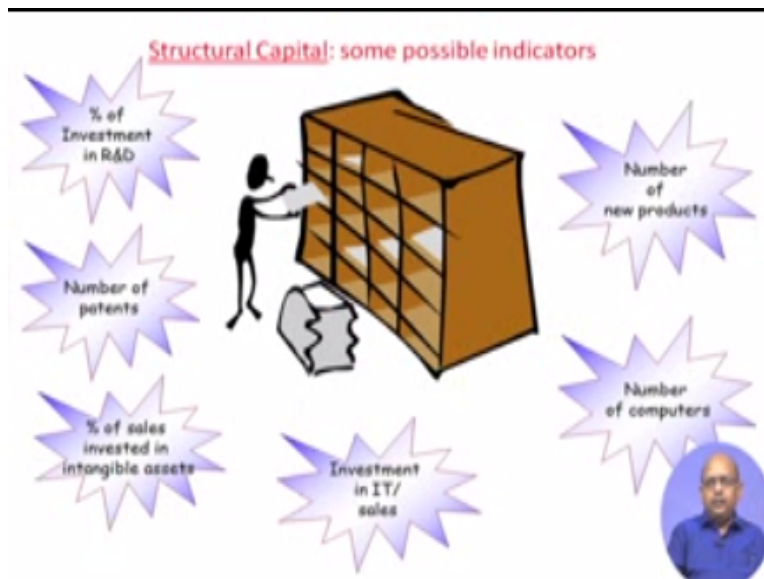 Structural Capital: some possible indicators
% of
Investment
in R&D
Number
of
new products
Number of
patents
Number
of computers
% of sales
invested in
intangible assets
Investment
in IT/
sales